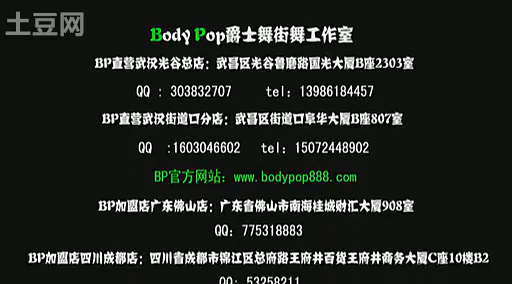 土豆网
Body Pop爵士舞街舞工作室
BP直营武汉光谷总店：武昌区光谷鲁磨路国光大厦B座2303室
QQ : 303832707 tel: 13986184457
BP直营武汉街道口分店：武昌区街道口阜华大厦B座807室
QQ :1603046602 tel: 15072448902
BP官方网站：www.bodypop888.com
BP加盟店广东佛山店：广东省佛山市南海桂城财汇大厦908室
QQ: 775318883
BP加盟店四川成都店：四川省成都市锦江区总府路王府井百货王府井商务大厦C座10楼B2
QQ: 53258211